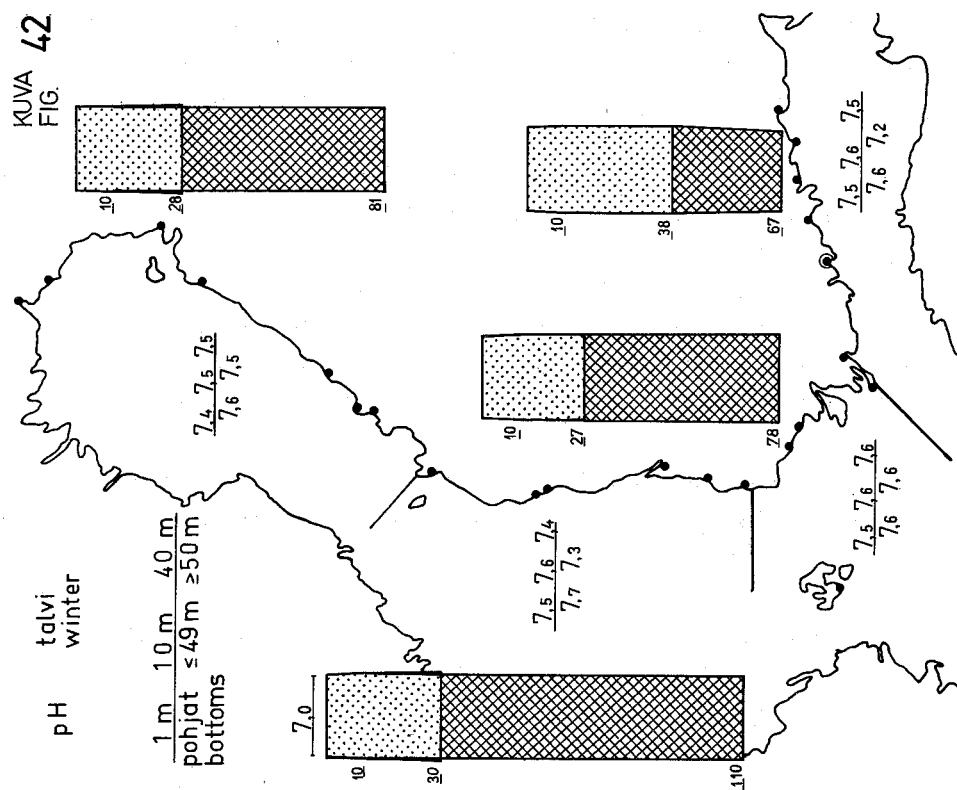 KUVA
FIG. 42
pH talvi
winter
1 m 10 m 40 m
pohjat ≤49 m ≥50 m
bottoms
7,0
10
30
110
10
28
81
7,4 7,5 7,5
7,6 7,5
10
27
78
10
38
67
7,5 7,6 7,4
7,7 7,3
7,5 7,6 7,6
7,6 7,6
7,5 7,6 7,5
7,6 7,2